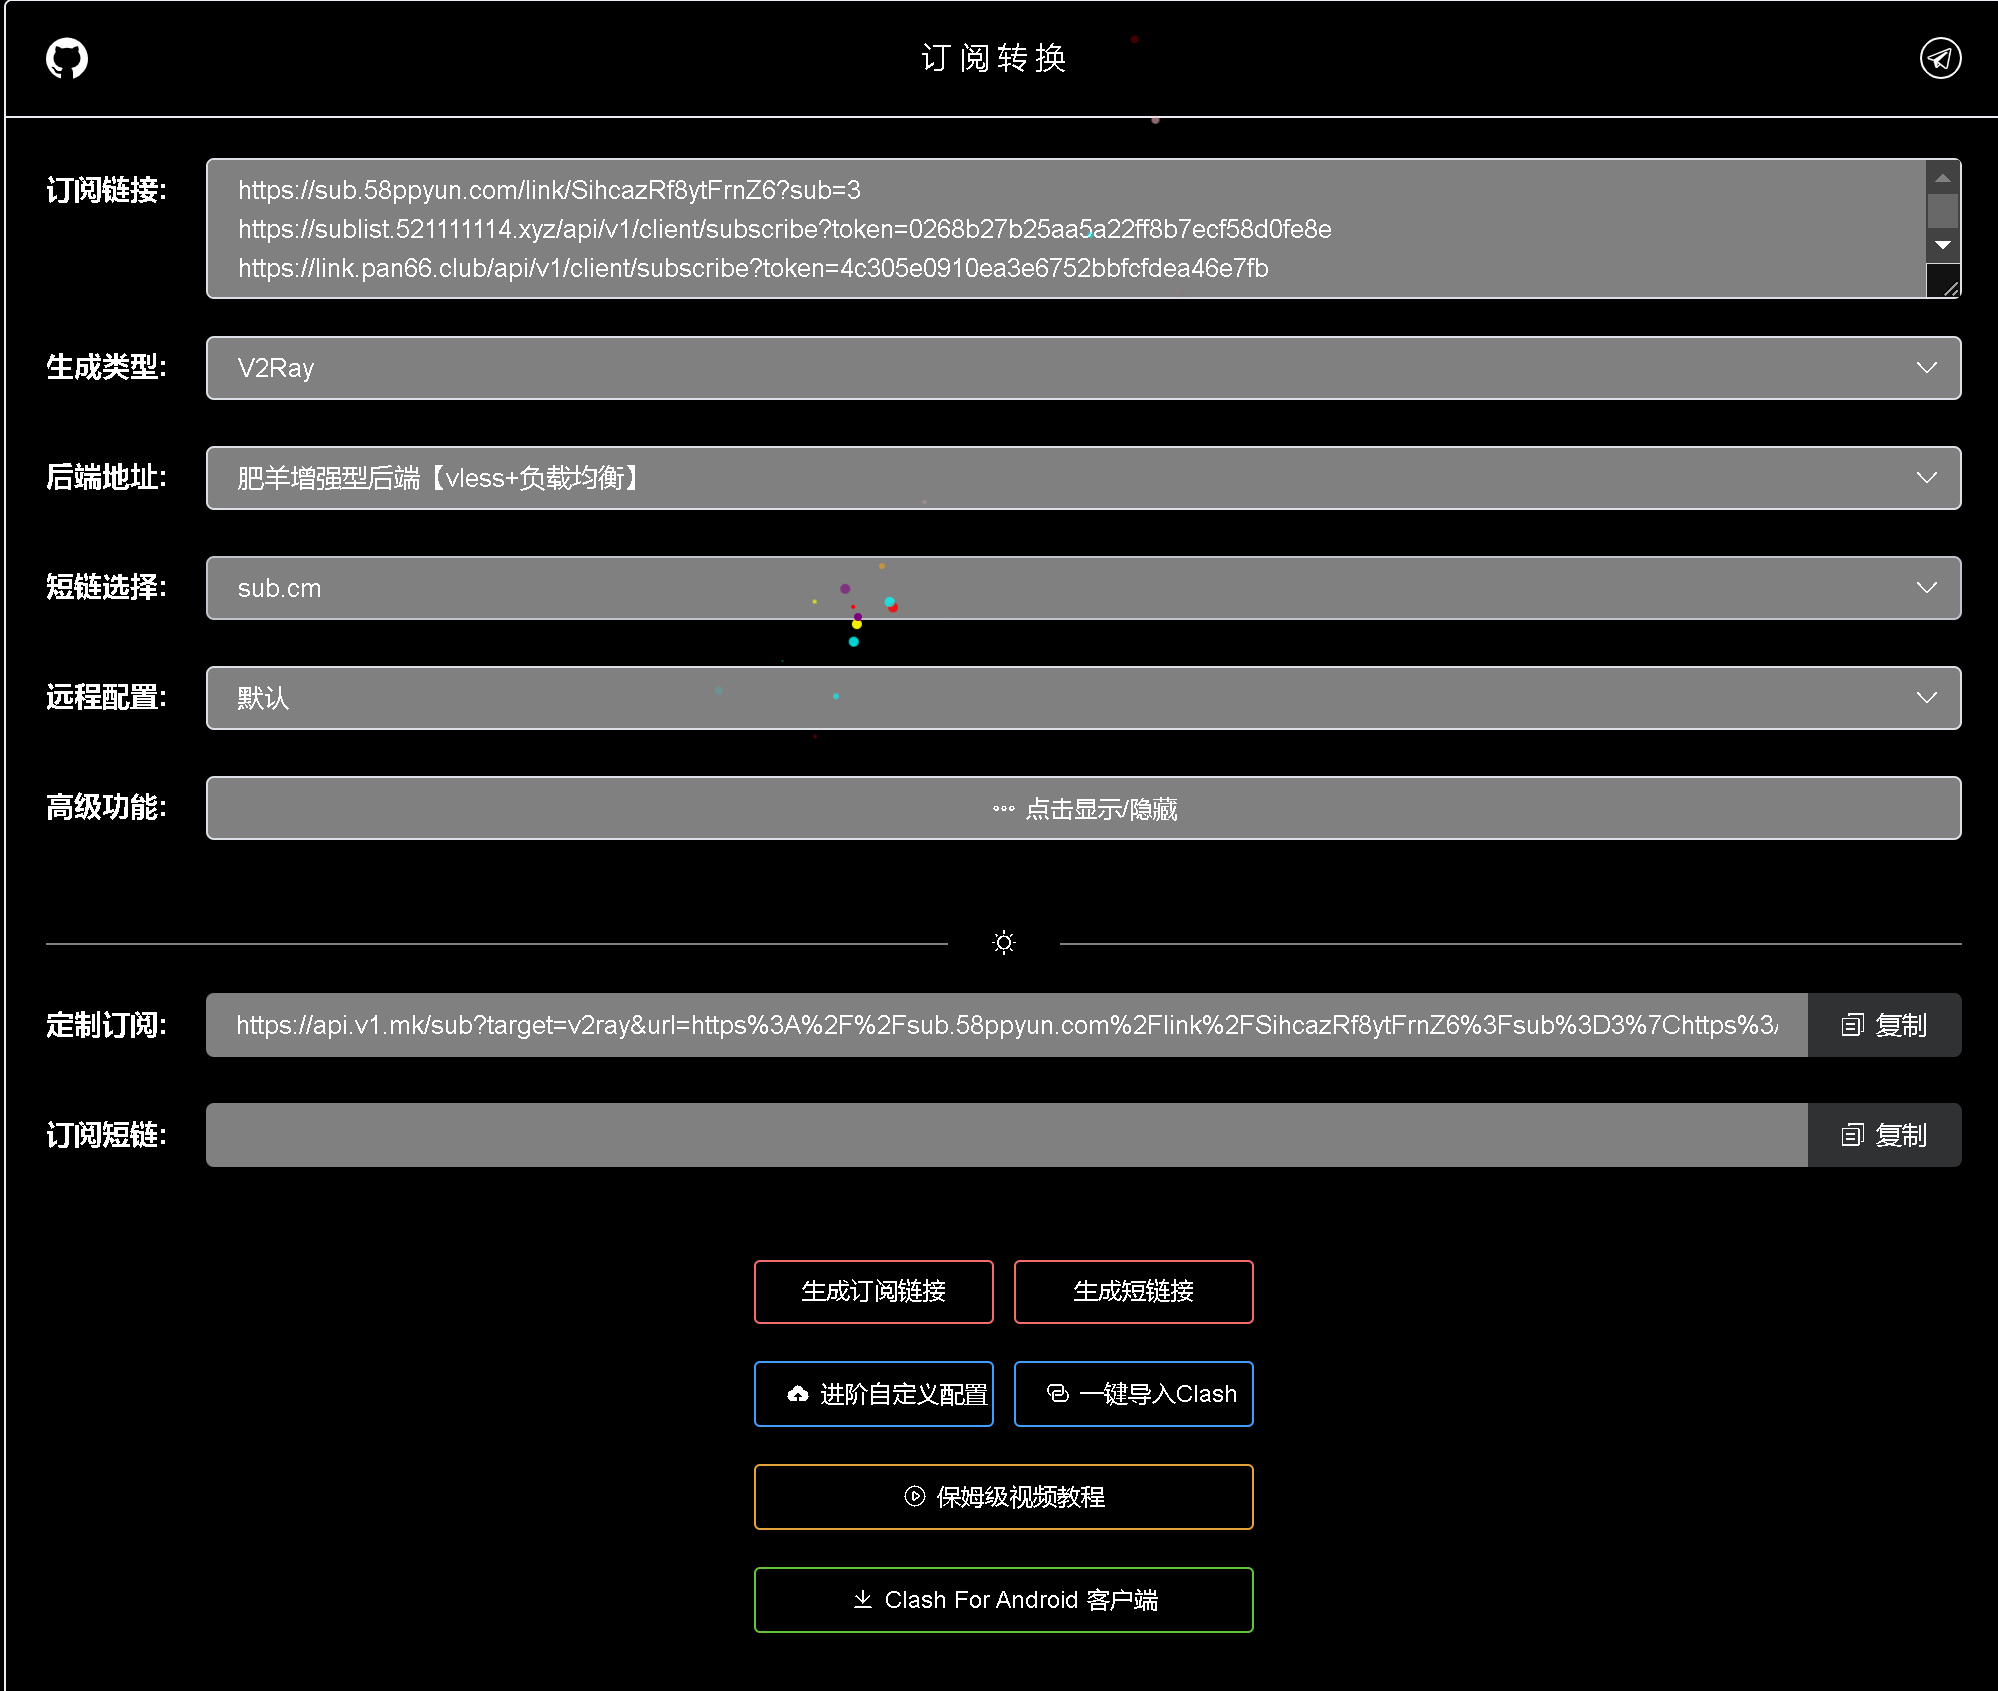 订阅转换
订阅链接:
https://sub.58ppyun.com/link/SihcazRf8ytFrnZ6?sub=3
https://sublist.521111114.xyz/api/v1/client/subscribe?token=0268b27b25aa5a22ff8b7ecf58d0fe8e
https://link.pan66.club/api/v1/client/subscribe?token=4c305e0910ea3e6752bbfcfdea46e7fb
生成类型:
V2Ray
后端地址:
肥羊增强型后端【vless+负载均衡】
短链选择:
sub.cm
远程配置:
默认
高级功能:
点击显示/隐藏
定制订阅:
https://api.v1.mk/sub?target=v2ray&url=https%3A%2F%2Fsub.58ppyun.com%2Flink%2FSihcazRf8ytFrnZ6%3Fsub%3D3%7Chttps%3A
复制
订阅短链:
复制
生成订阅链接
生成短链接
进阶自定义配置
一键导入Clash
保姆级视频教程
Clash For Android 客户端